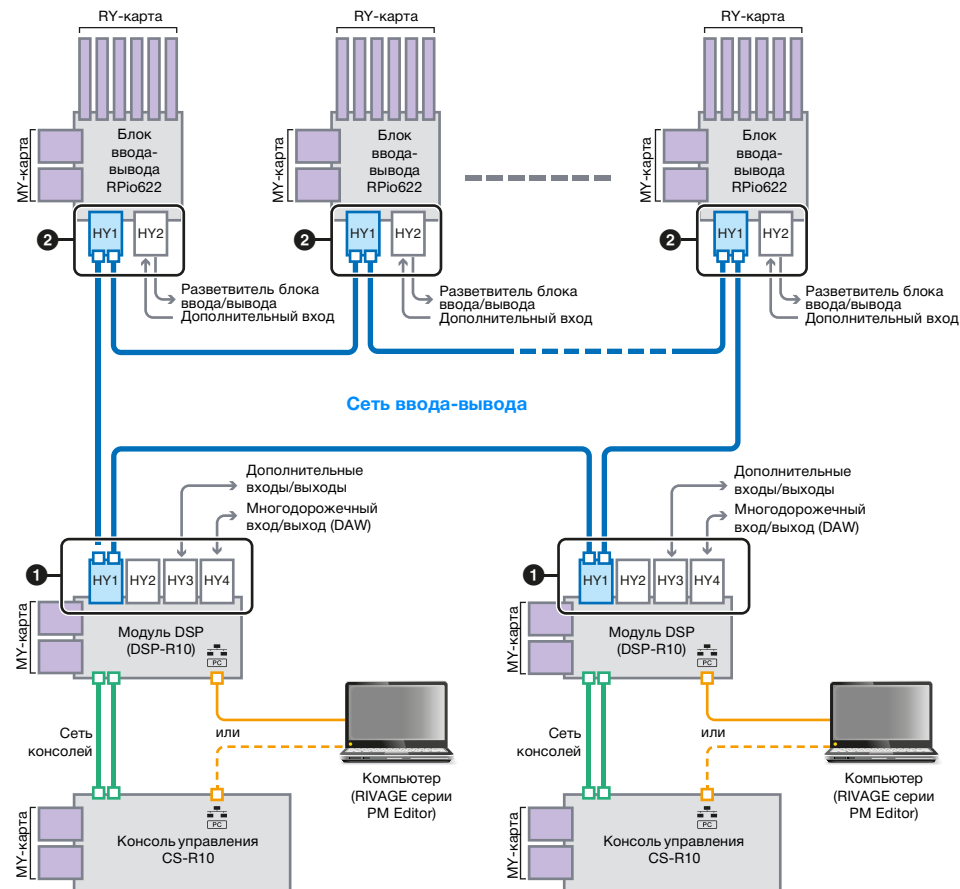 RY-карта
RY-карта
RY-карта
MY-карта
Блок
ввода-
вывода
RPio622
MY-карта
Блок
ввода-
вывода
RPio622
MY-карта
Блок
ввода-
вывода
RPio622
2
HY1
HY2
2
HY1
HY2
2
HY1
HY2
Разветвитель блока
ввода/вывода
Дополнительный вход
Разветвитель блока
ввода/вывода
Дополнительный вход
Разветвитель блока
ввода/вывода
Дополнительный вход
Сеть ввода-вывода
Дополнительные
входы/выходы
Многодорожечный
вход/выход (DAW)
Дополнительные
входы/выходы
Многодорожечный
вход/выход (DAW)
1
HY1
HY2
HY3
HY4
1
HY1
HY2
HY3
HY4
MY-карта
Модуль DSP
(DSP-R10)
PC
MY-карта
Модуль DSP
(DSP-R10)
PC
Сеть
консолей
или
Сеть
консолей
или
Компьютер
(RIVAGE серии
PM Editor)
Компьютер
(RIVAGE серии
PM Editor)
MY-карта
PC
Консоль управления
CS-R10
MY-карта
PC
Консоль управления
CS-R10